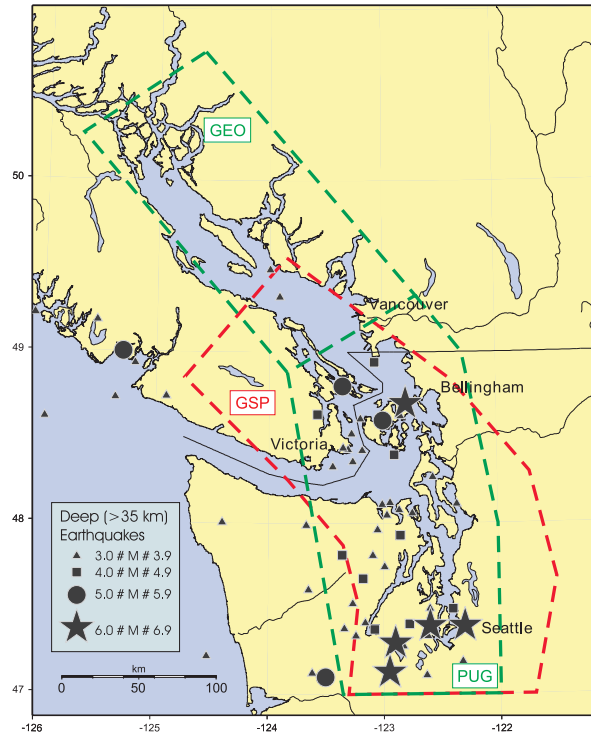 GEO
50
Vancouver
49
Bellingham
GSP
Victoria
48
Deep (>35 km)
Earthquakes
3.0 # M # 3.9
4.0 # M # 4.9
5.0 # M # 5.9
6.0 # M # 6.9
Seattle
km
0 50 100
PUG
47
-126 -125 -124 -123 -122